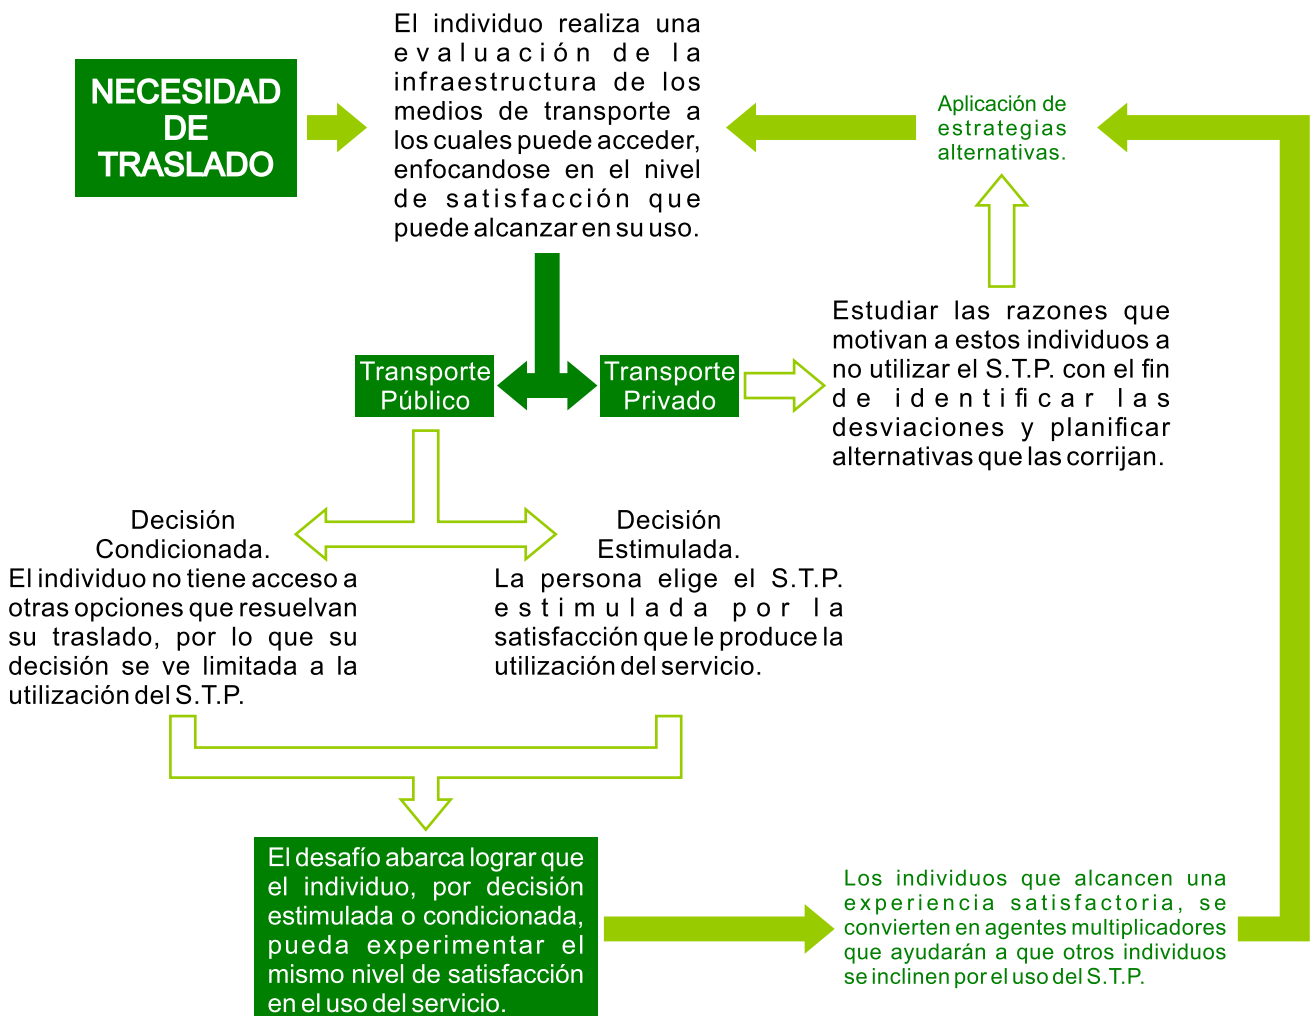 NECESIDAD
DE
TRASLADO
El individuo realiza una
evaluación de la
infraestructura de los
medios de transporte a
los cuales puede acceder,
enfocandose en el nivel
de satisfacción que
puede alcanzar en su uso.
Aplicación de
estrategias
alternativas.
Transporte
Público
Transporte
Privado
Estudiar las razones que
motivan a estos individuos a
no utilizar el S.T.P. con el fin
de identificar las
desviaciones y planificar
alternativas que las corrijan.
Decisión
Condicionada.
El individuo no tiene acceso a
otras opciones que resuelvan
su traslado, por lo que su
decisión se ve limitada a la
utilización del S.T.P.
Decisión
Estimulada.
La persona elige el S.T.P.
estimulada por la
satisfacción que le produce la
utilización del servicio.
El desafío abarca lograr que
el individuo, por decisión
estimulada o condicionada,
pueda experimentar el
mismo nivel de satisfacción
en el uso del servicio.
Los individuos que alcancen una
experiencia satisfactoria, se
convierten en agentes multiplicadores
que ayudarán a que otros individuos
se inclinen por el uso del S.T.P.